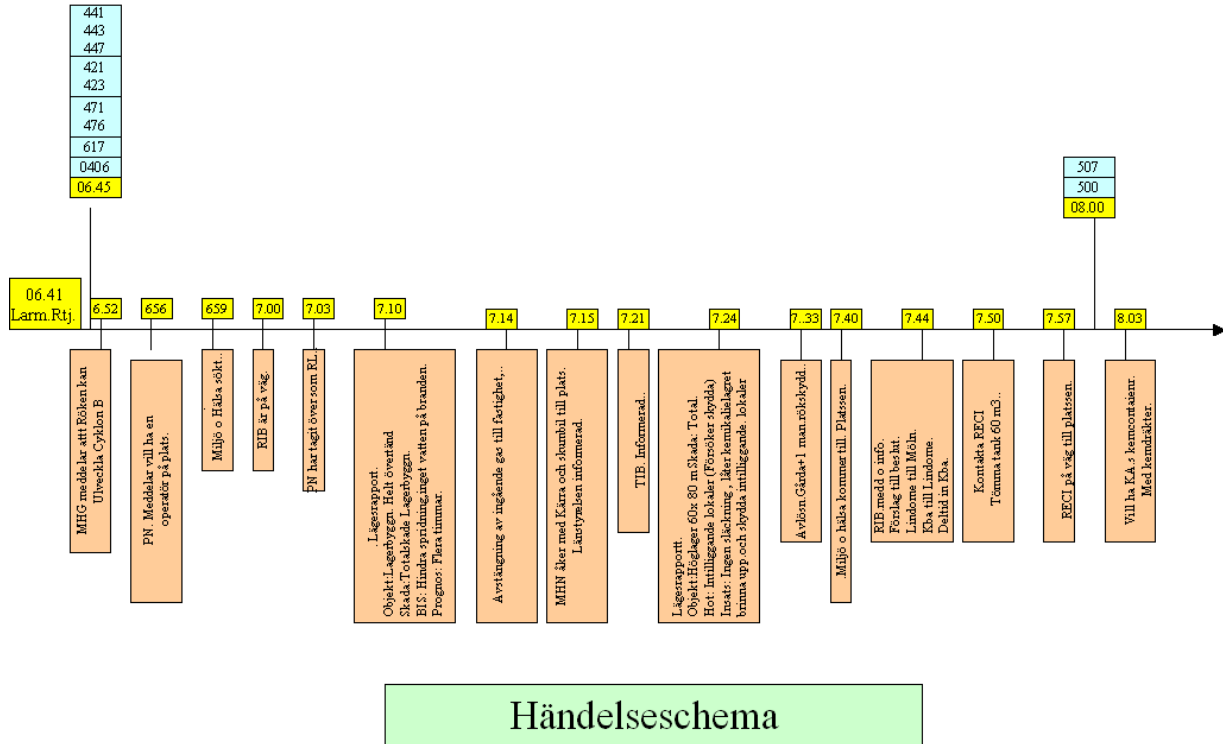 441
443
447
421
423
471
476
617
0406
06.45
507
500
08.00
06.41
Larm.Rtj.
6.52
656
659
7.00
7.03
7.10
7.14
7.15
7.21
7.24
7..33
7.40
7.44
7.50
7.57
8.03
MHG meddelar attt Röken kan
Ulveckla Cyklon B
PN. Meddelar vill ha en
operatör på plats.
Miljö o Hälsa sökt..
RIB är på väg.
PN har tagit över som RL..
. Lägesrapport.
Objekt:Lagerbyggn. Helt övertänd
Skada:Totalskade Lagerbyggn.
BIS: Hindra spridning,inget vatten på branden.
Prognos: Flera timmar.
Avstängning av ingående gas till fastighet,..
MHN åker med Kärra och skumbil till plats.
Länstyrelsen informerad.
TIB. Informerad..
Lägesrapportt.
Objekt:Höglager 60x 80 m Skada: Total.
Hot: Intilliggande lokaler (Försöker skydda)
Insats: Ingen släckning , låter kemikalielagret
brinna upp.och skydda intilliggande. lokaler
Avlösn.Gårda+1 man rökskydd..
.Miljö o hälsa kommer till. Platssen.
RIB.medd o info.
Förslag till beslut.
Lindome till Möln.
Kba till Lindome.
Deltid in Kba.
Kontakta RECI
Tömma tank 60 m3..
RECI på väg till platssen.
Vill ha K.A s kemcontaienr.
Med kemdräkter.
Händelseschema